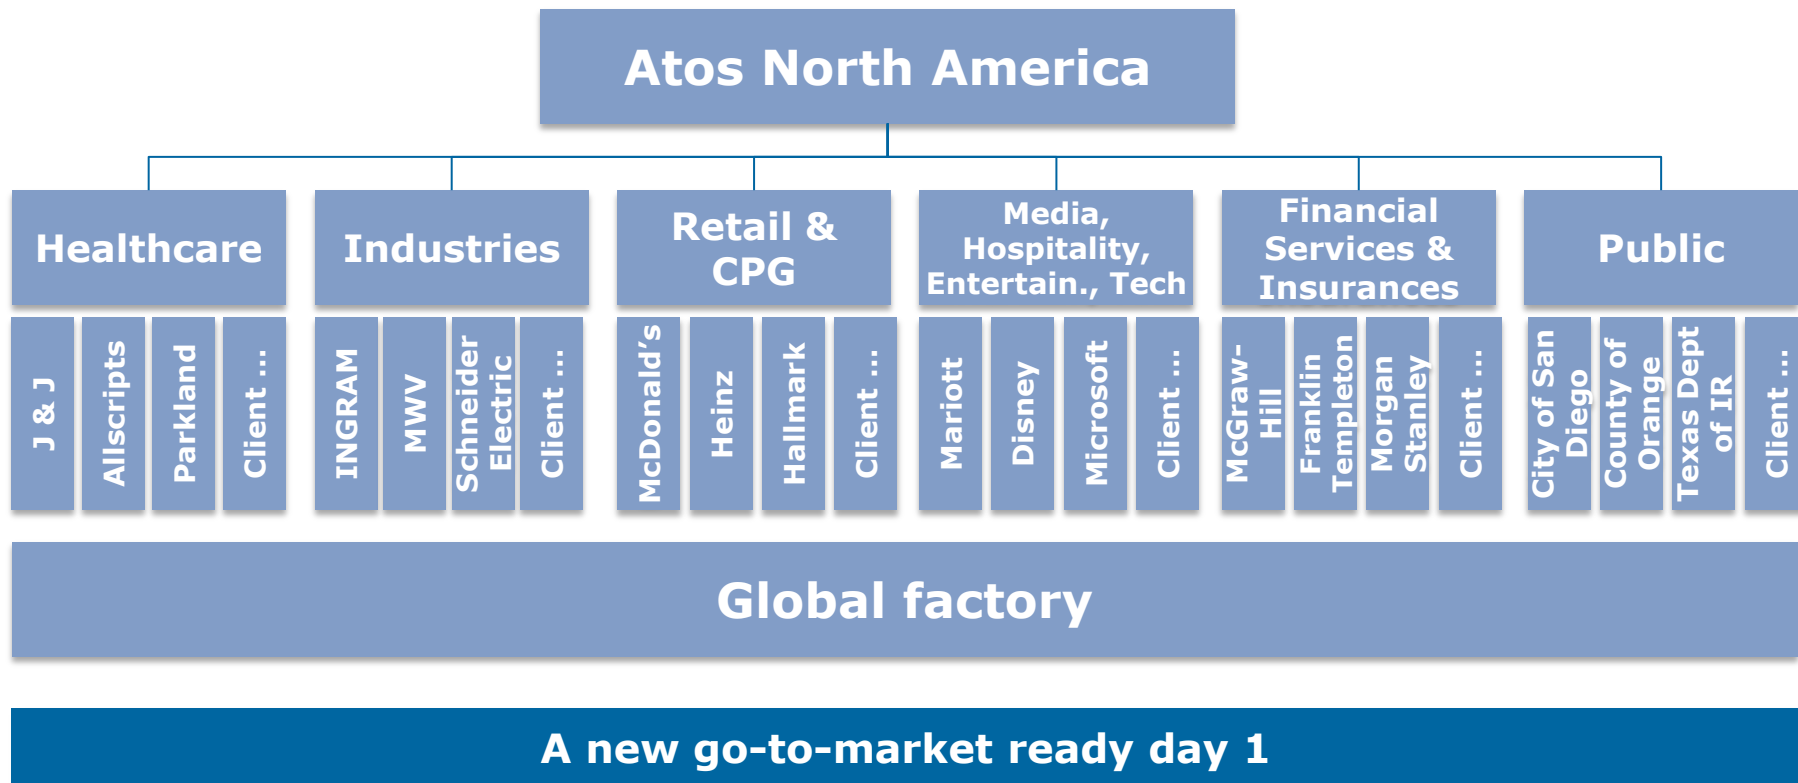 Atos North America
Healthcare
Industries
Retail &
CPG
Media,
Hospitality,
Entertain., Tech
Financial
Services &
Insurances
Public
J & J
Allscripts
Parkland
Client ...
INGRAM
MWV
Schneider
Electric
Client ...
McDonald's
Heinz
Hallmark
Client ...
Mariott
Disney
Microsoft
Client ...
McGraw-
Hill
Franklin
Templeton
Morgan
Stanley
Client ...
City of San
Diego
County of
Orange
Texas Dept
of IR
Client ...
Global factory
A new go-to-market ready day 1